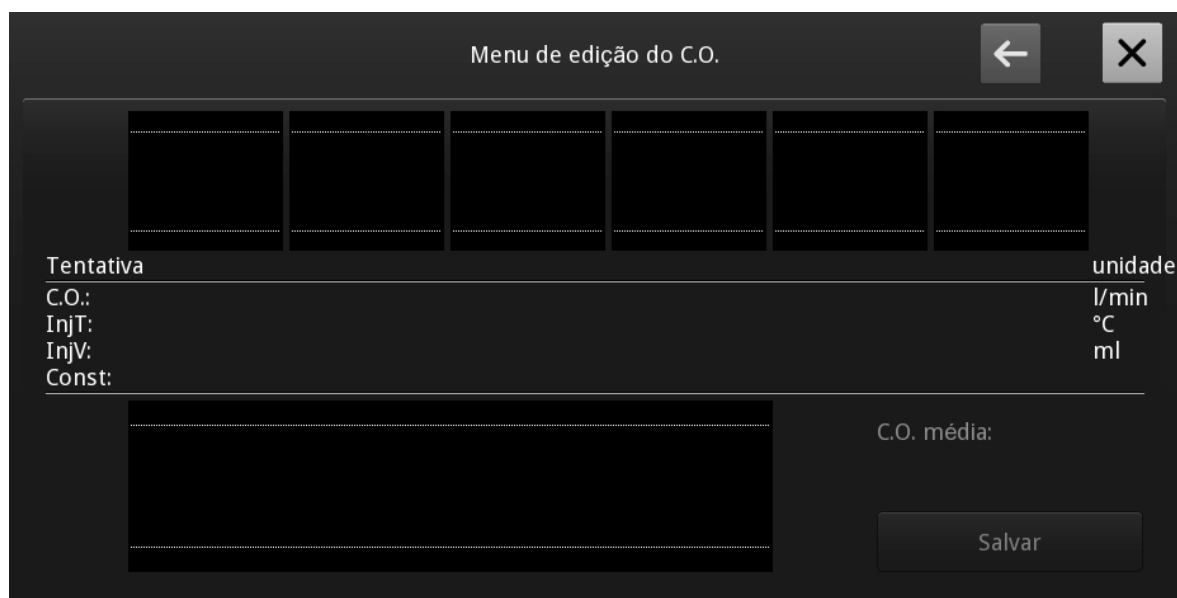 Menu de edição do C.O.
Tentativa unidade
C.O.: l/min
InjT: °C
InjV: ml
Const:
C.O. média:
Salvar